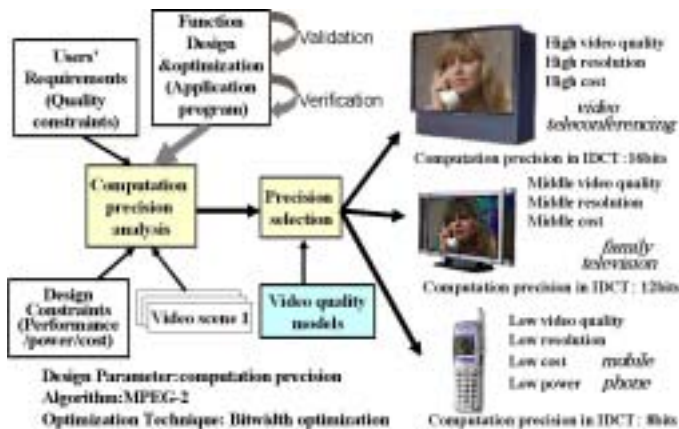 Users'
Requirements
(Quality
constraints)
Function
Design
&optimization
(Application
program)
Validation
Verification
Computation
precision
analysis
Precision
selection
Design
Constraints
(Performance
/power/cost)
Video scene 1
Video quality
models
High video quality
High resolution
High cost
video
teleconferencing
Computation precision in IDCT :16bits
Middle video quality
Middle resolution
Middle cost
family
television
Computation precision in IDCT : 12bits
Low video quality
Low resolution
Low cost
Low power
mobile
phone
Computation precision in IDCT : 8bits
Design Parameter:computation precision
Algorithm:MPEG-2
Optimization Technique: Bitwidth optimization